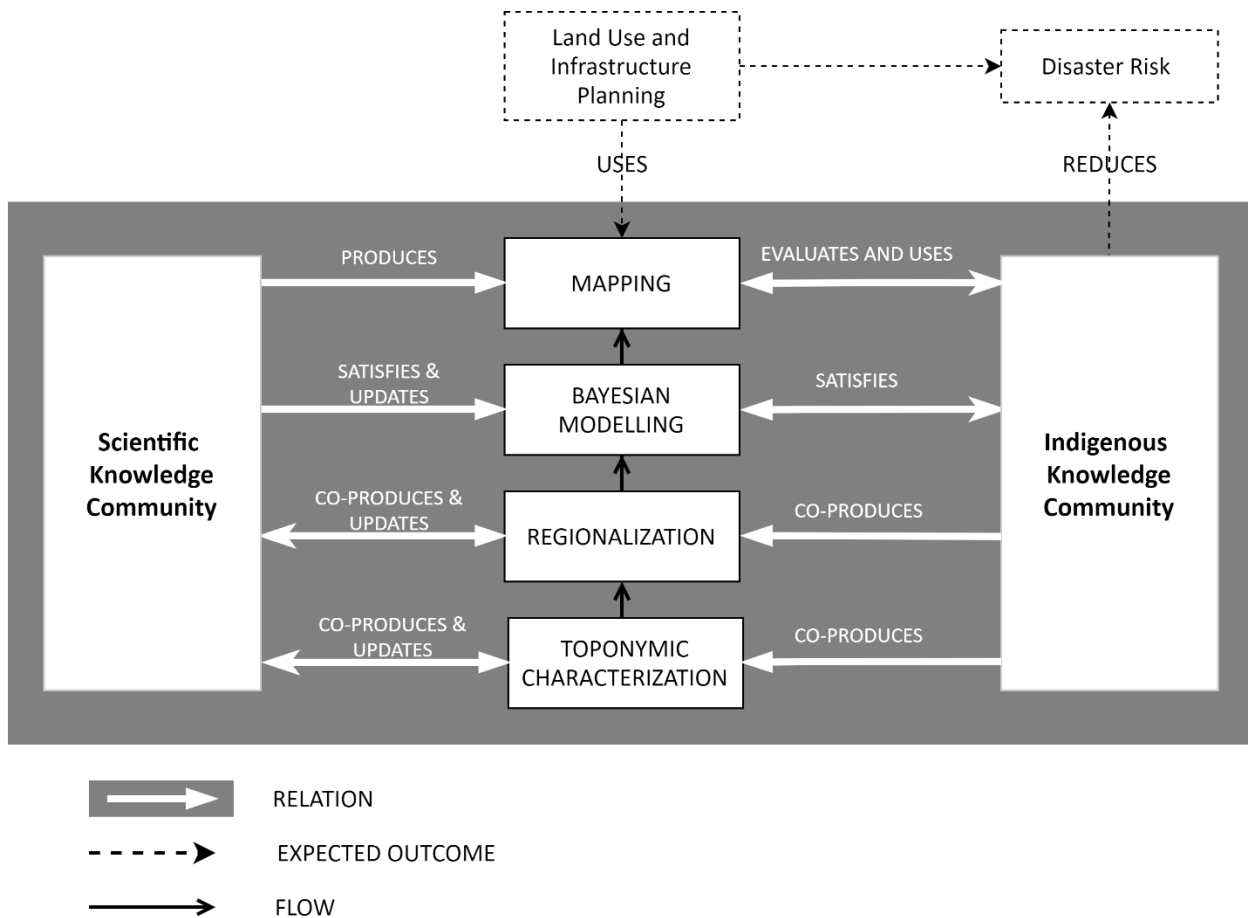 Land Use and
Infrastructure
Planning
Disaster Risk
USES
REDUCES
PRODUCES
MAPPING
EVALUATES AND USES
SATISFIES &
UPDATES
BAYESIAN
MODELLING
SATISFIES
Scientific
Knowledge
Community
Indigenous
Knowledge
Community
CO-PRODUCES &
UPDATES
REGIONALIZATION
CO-PRODUCES
CO-PRODUCES &
UPDATES
TOPONYMIC
CHARACTERIZATION
CO-PRODUCES
RELATION
EXPECTED OUTCOME
FLOW